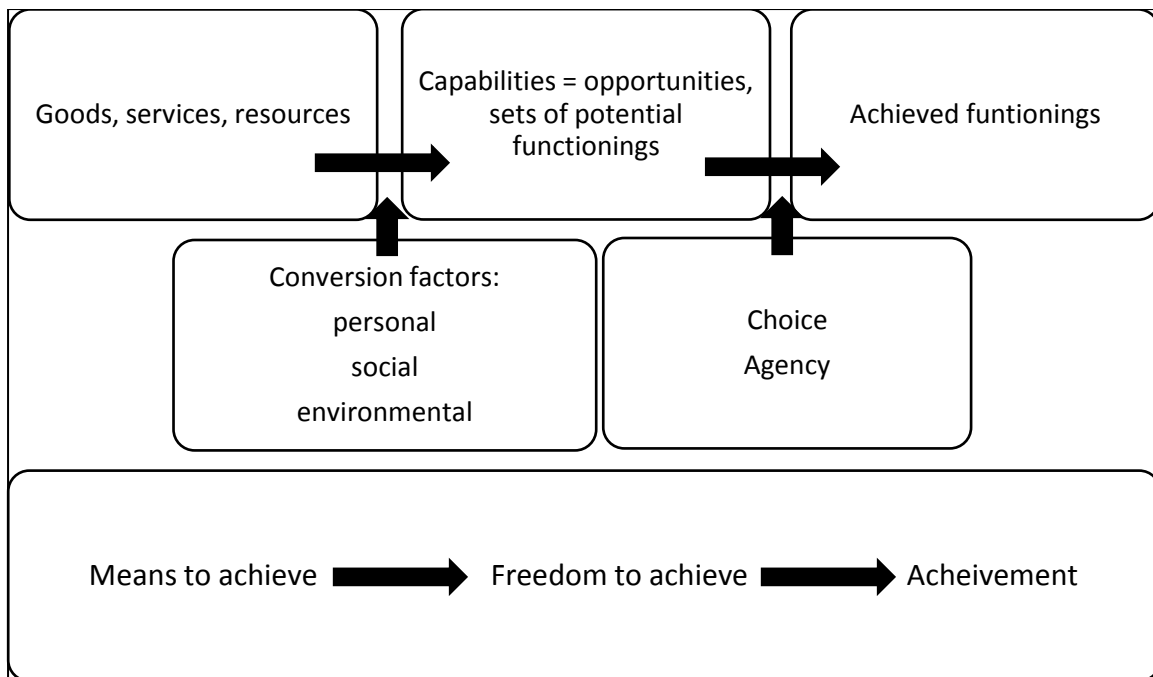 Goods, services, resources
Capabilities = opportunities,
sets of potential
functionings
Achieved funtionings
Conversion factors:
personal
social
environmental
Choice
Agency
Means to achieve
Freedom to achieve
Acheivement